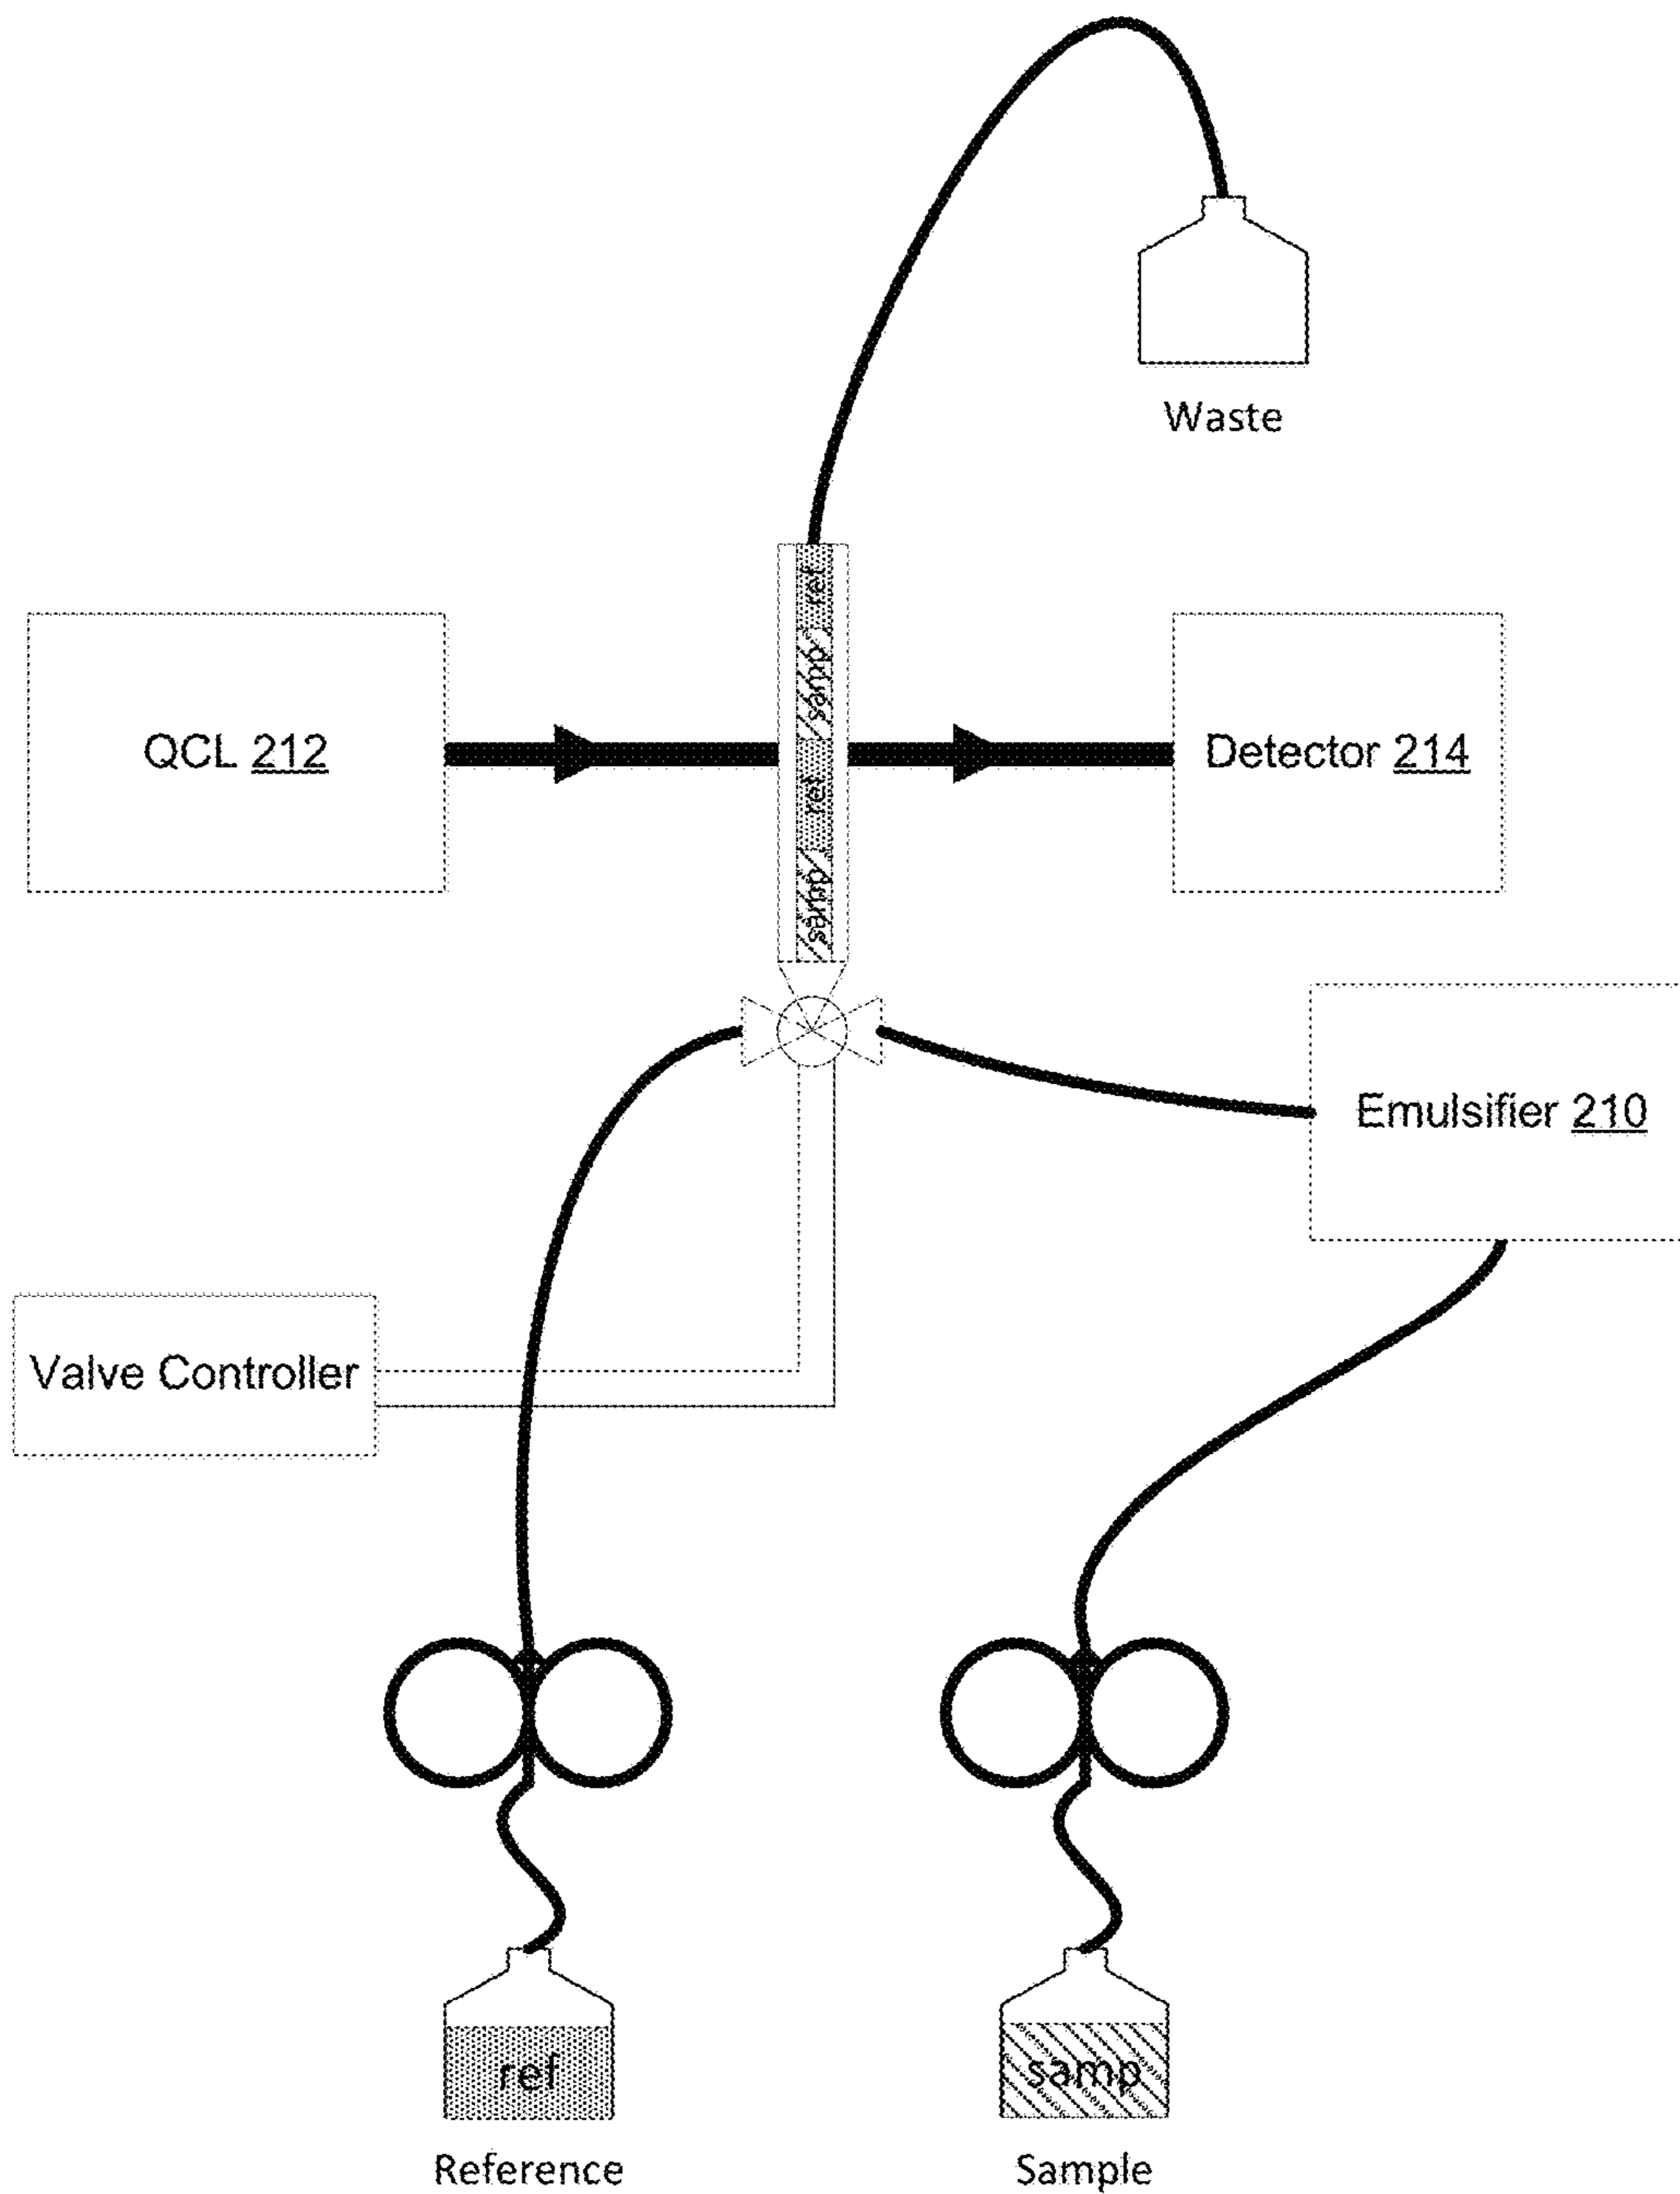 Waste
ref
samp
QCL 212
Detector 214
ref
samp
Emulsifier 210
Valve Controller
ref
samp
Reference
Sample